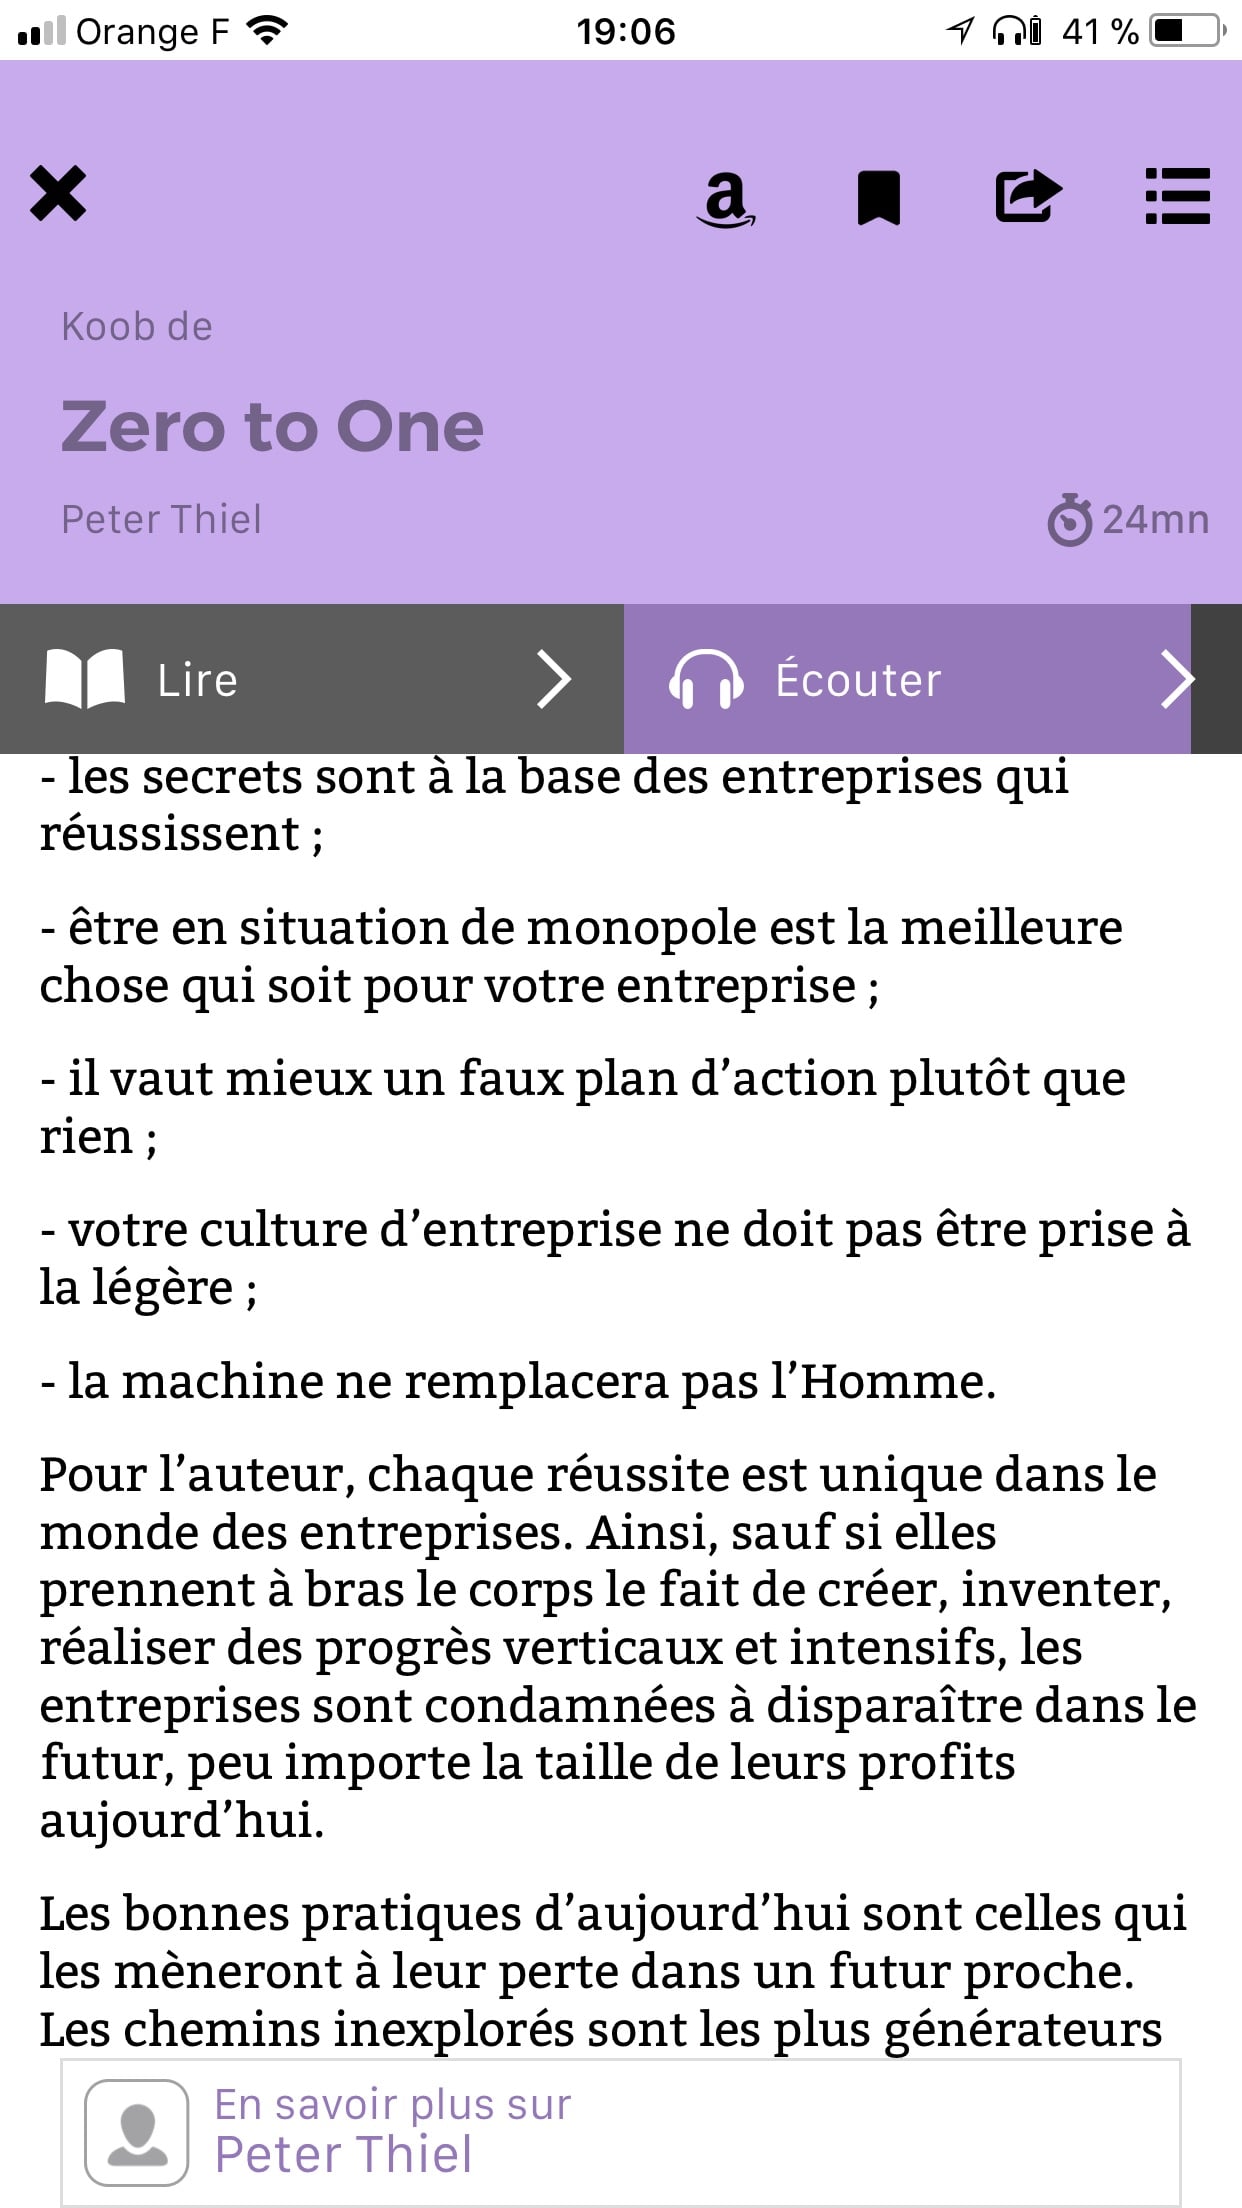 Orange F
19:06
41 %
a
Koob de
Zero to One
Peter Thiel
24mn
Lire
Écouter
- les secrets sont à la base des entreprises qui
réussissent ;
- être en situation de monopole est la meilleure
chose qui soit pour votre entreprise ;
- il vaut mieux un faux plan d’action plutôt que
rien ;
- votre culture d’entreprise ne doit pas être prise à
la légère ;
- la machine ne remplacera pas l’Homme.
Pour l’auteur, chaque réussite est unique dans le
monde des entreprises. Ainsi, sauf si elles
prennent à bras le corps le fait de créer, inventer,
réaliser des progrès verticaux et intensifs, les
entreprises sont condamnées à disparaître dans le
futur, peu importe la taille de leurs profits
aujourd’hui.
Les bonnes pratiques d’aujourd’hui sont celles qui
les mèneront à leur perte dans un futur proche.
Les chemins inexplorés sont les plus générateurs
En savoir plus sur
Peter Thiel